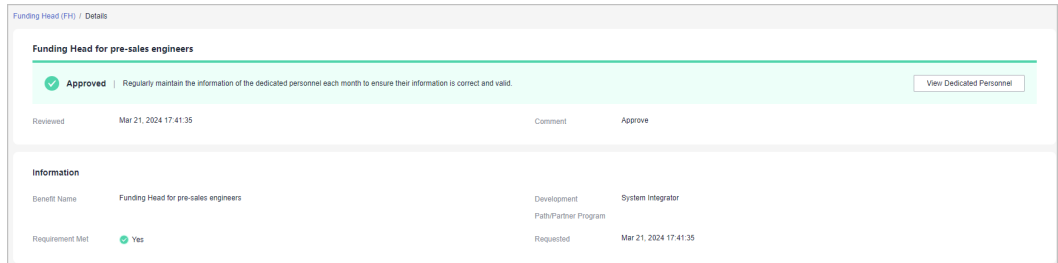 Funding Head (FH) / Details
Funding Head for pre-sales engineers
Approved | Regularly maintain the information of the dedicated personnel each month to ensure their information is correct and valid. View Dedicated Personnel
Reviewed Mar 21, 2024 17:41:35 Comment Approve
Information
Benefit Name Funding Head for pre-sales engineers Development System Integrator
Path/Partner Program
Requirement Met Yes Requested Mar 21, 2024 17:41:35